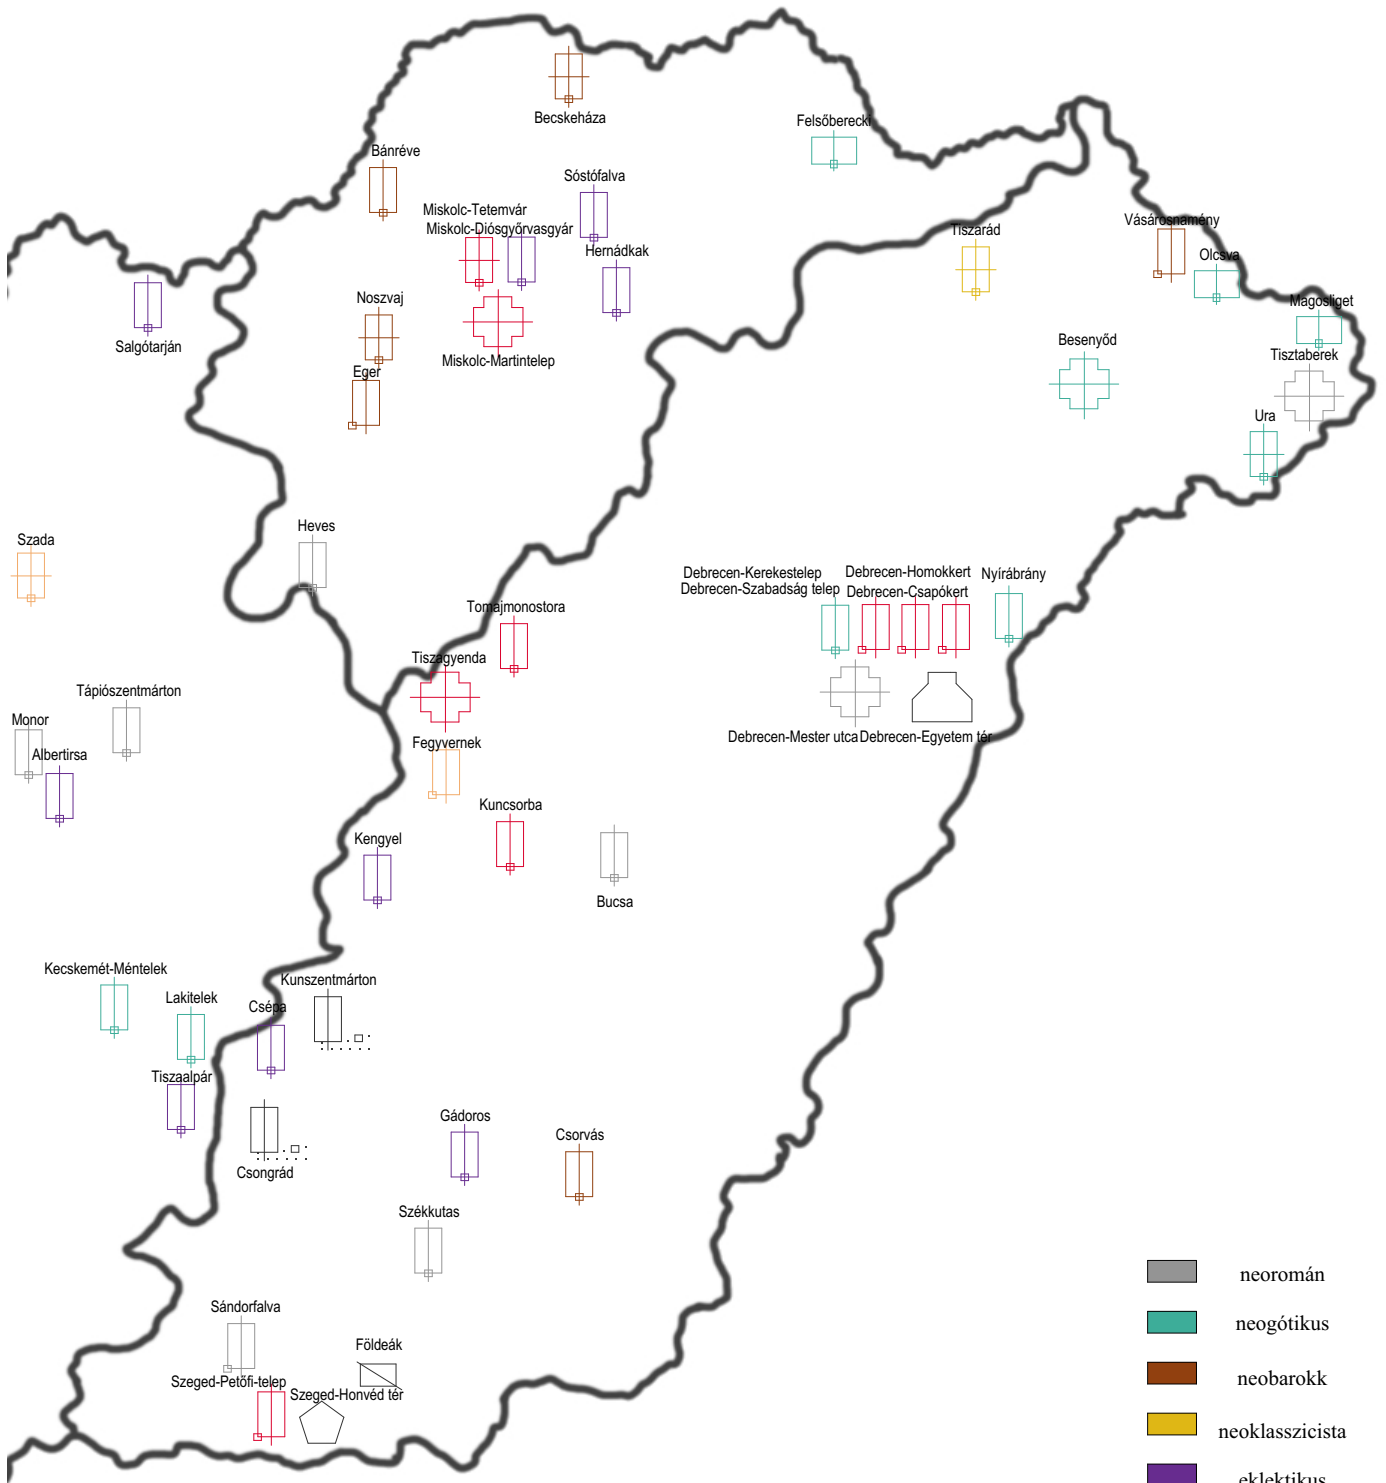 Becskeháza
Felsőberecki
Bánréve
Sóstófalva
Miskolc-Tetemvár
Miskolc-Diósgyőrvasgyár
Vásárosnamény
Tiszarád
Hernádkak
Olcsva
Noszvaj
Magosliget
Salgótarján
Besenyőd
Miskolc-Martintelep
Tisztaberek
Eger
Ura
Heves
Szada
Debrecen-Kerekestelep
Debrecen-Homokkert
Nyírábrány
Debrecen-Szabadság telep
Debrecen-Csapókert
Tomajmonostora
Tiszagyenda
Tápiószentmárton
Monor
Debrecen-Mester utca
Debrecen-Egyetem tér
Fegyvernek
Albertirsa
Kuncsorba
Kengyel
Bucsa
Kecskemét-Méntelek
Kunszentmárton
Lakitelek
Csépa
Tiszaalpár
Gádoros
Csorvás
Csongrád
Székkutas
Sándorfalva
Földeák
Szeged-Petőfi-telep
Szeged-Honvéd tér
neoromán
neogótikus
neobarokk
neoklasszicista
eklektikus